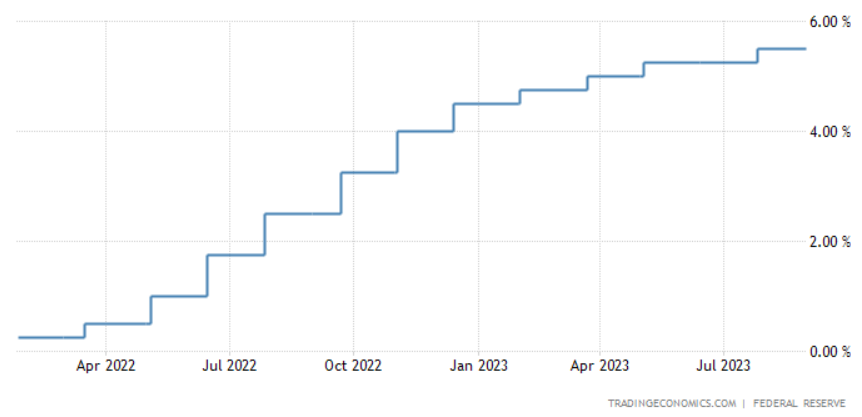 6.00 %
4.00 %
2.00 %
0.00 %
Apr 2022 Jul 2022 Oct 2022 Jan 2023 Apr 2023 Jul 2023
TRADINGECONOMICS.COM | FEDERAL RESERVE